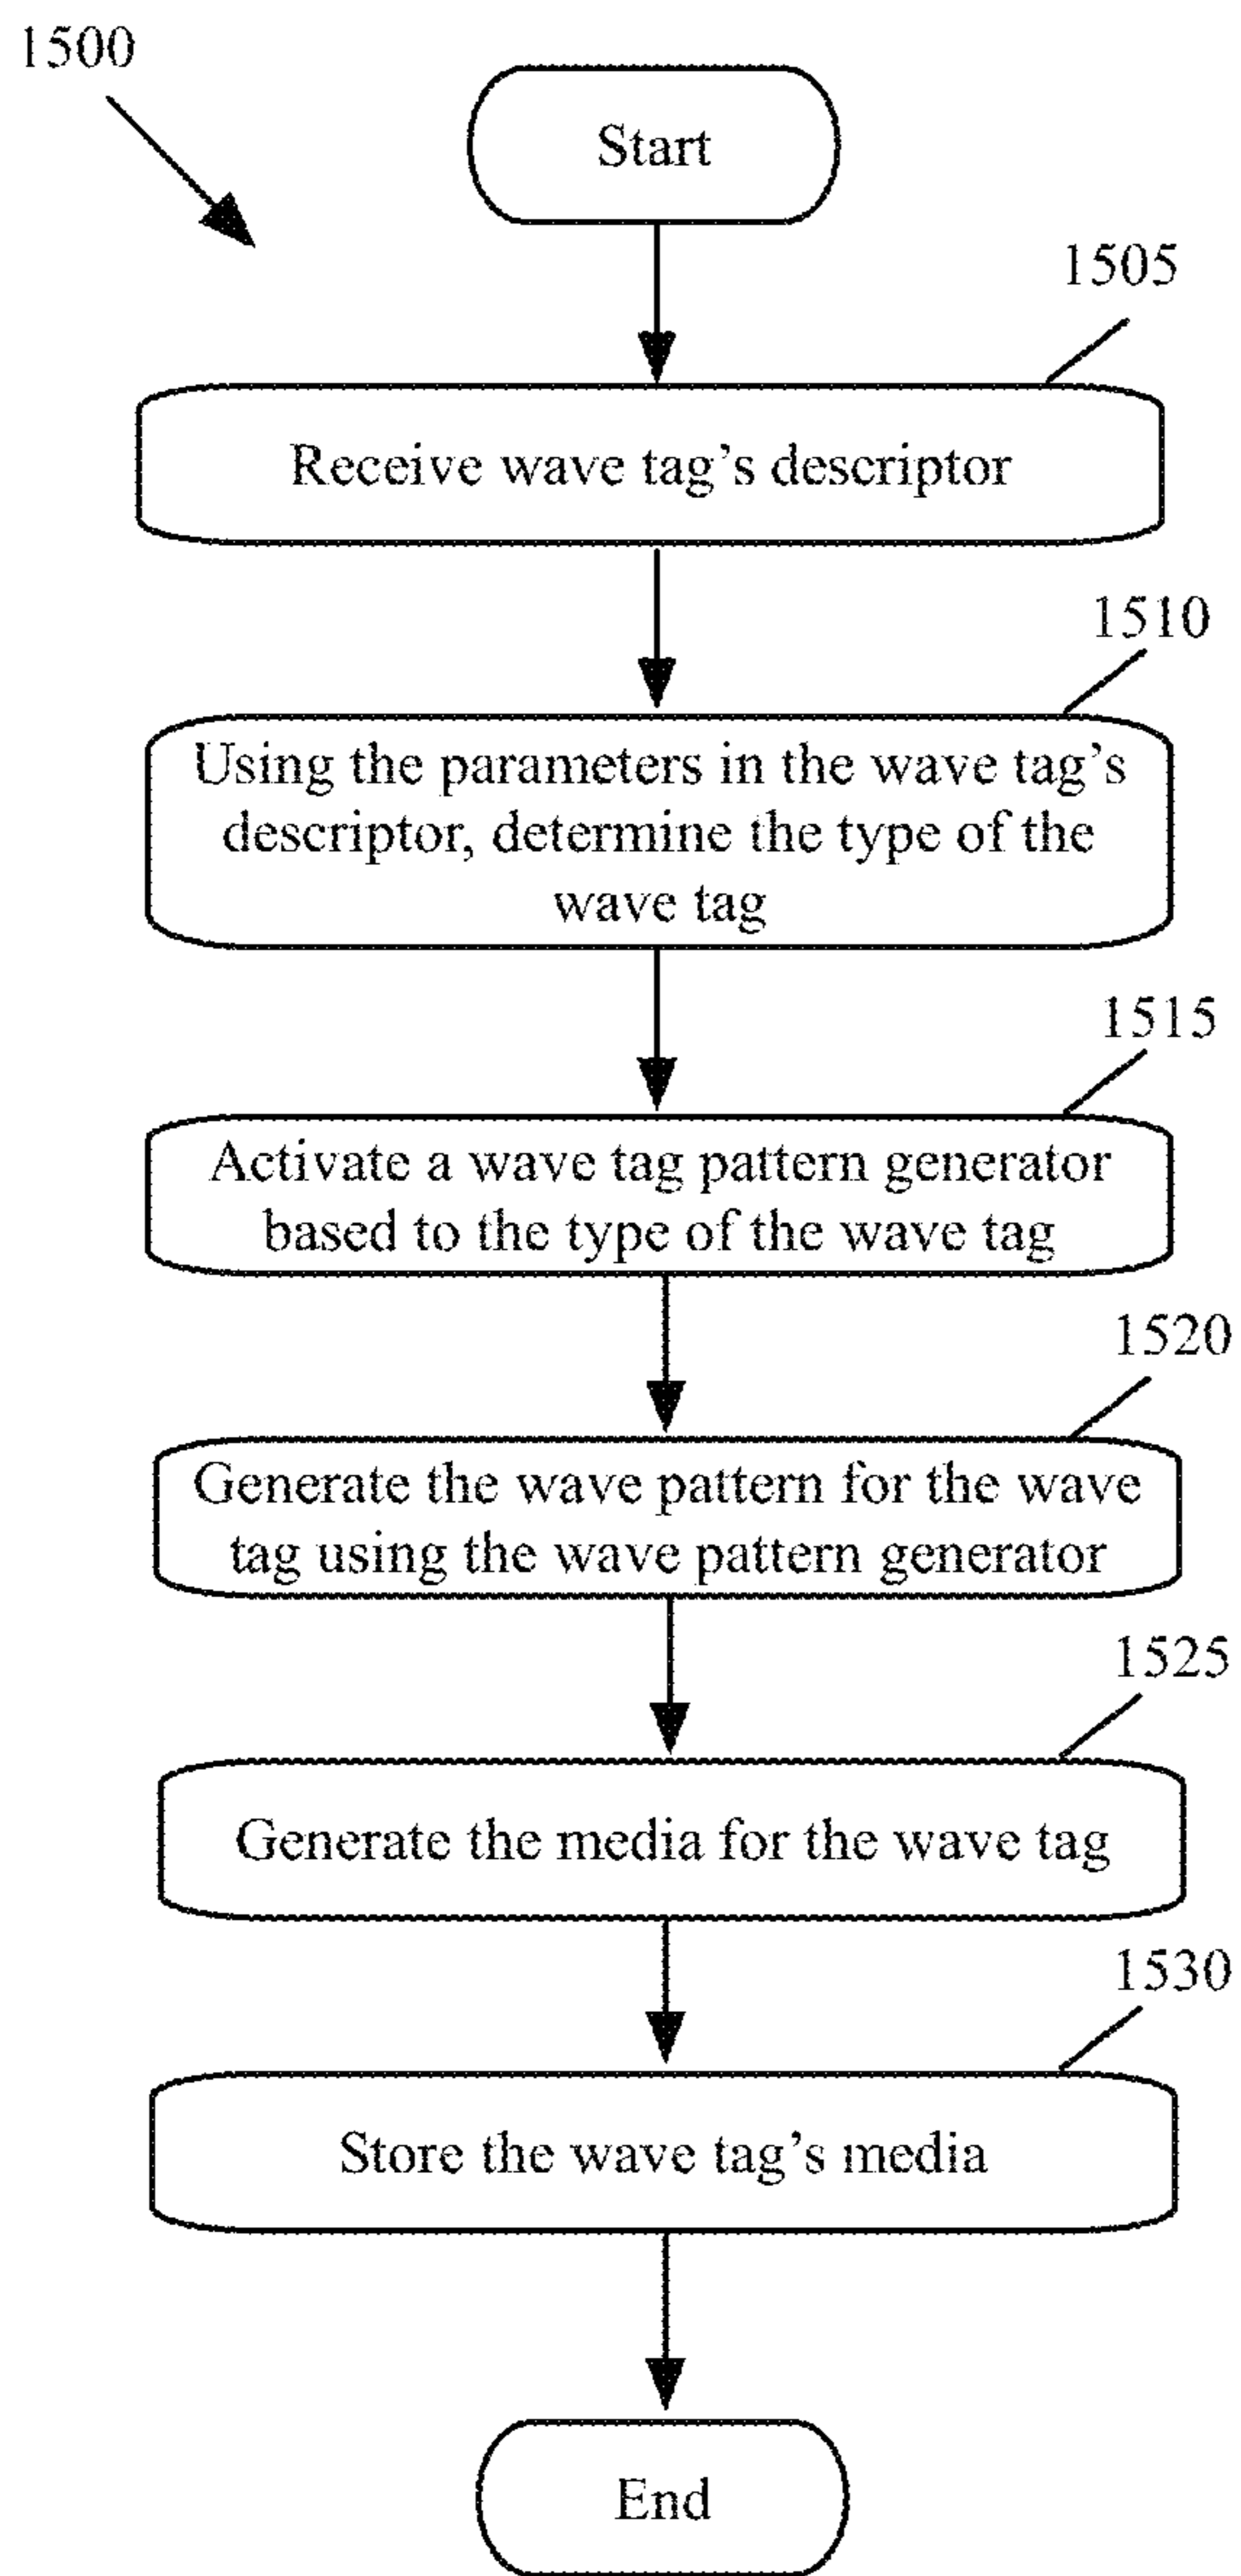 1500
Start
1505
Receive wave tag’s descriptor
1510
Using the parameters in the wave tag’s
descriptor, determine the type of the
wave tag
1515
Activate a wave tag pattern generator
based to the type of the wave tag
1520
Generate the wave pattern for the wave
tag using the wave pattern generator
1525
Generate the media for the wave tag
1530
Store the wave tag’s media
End